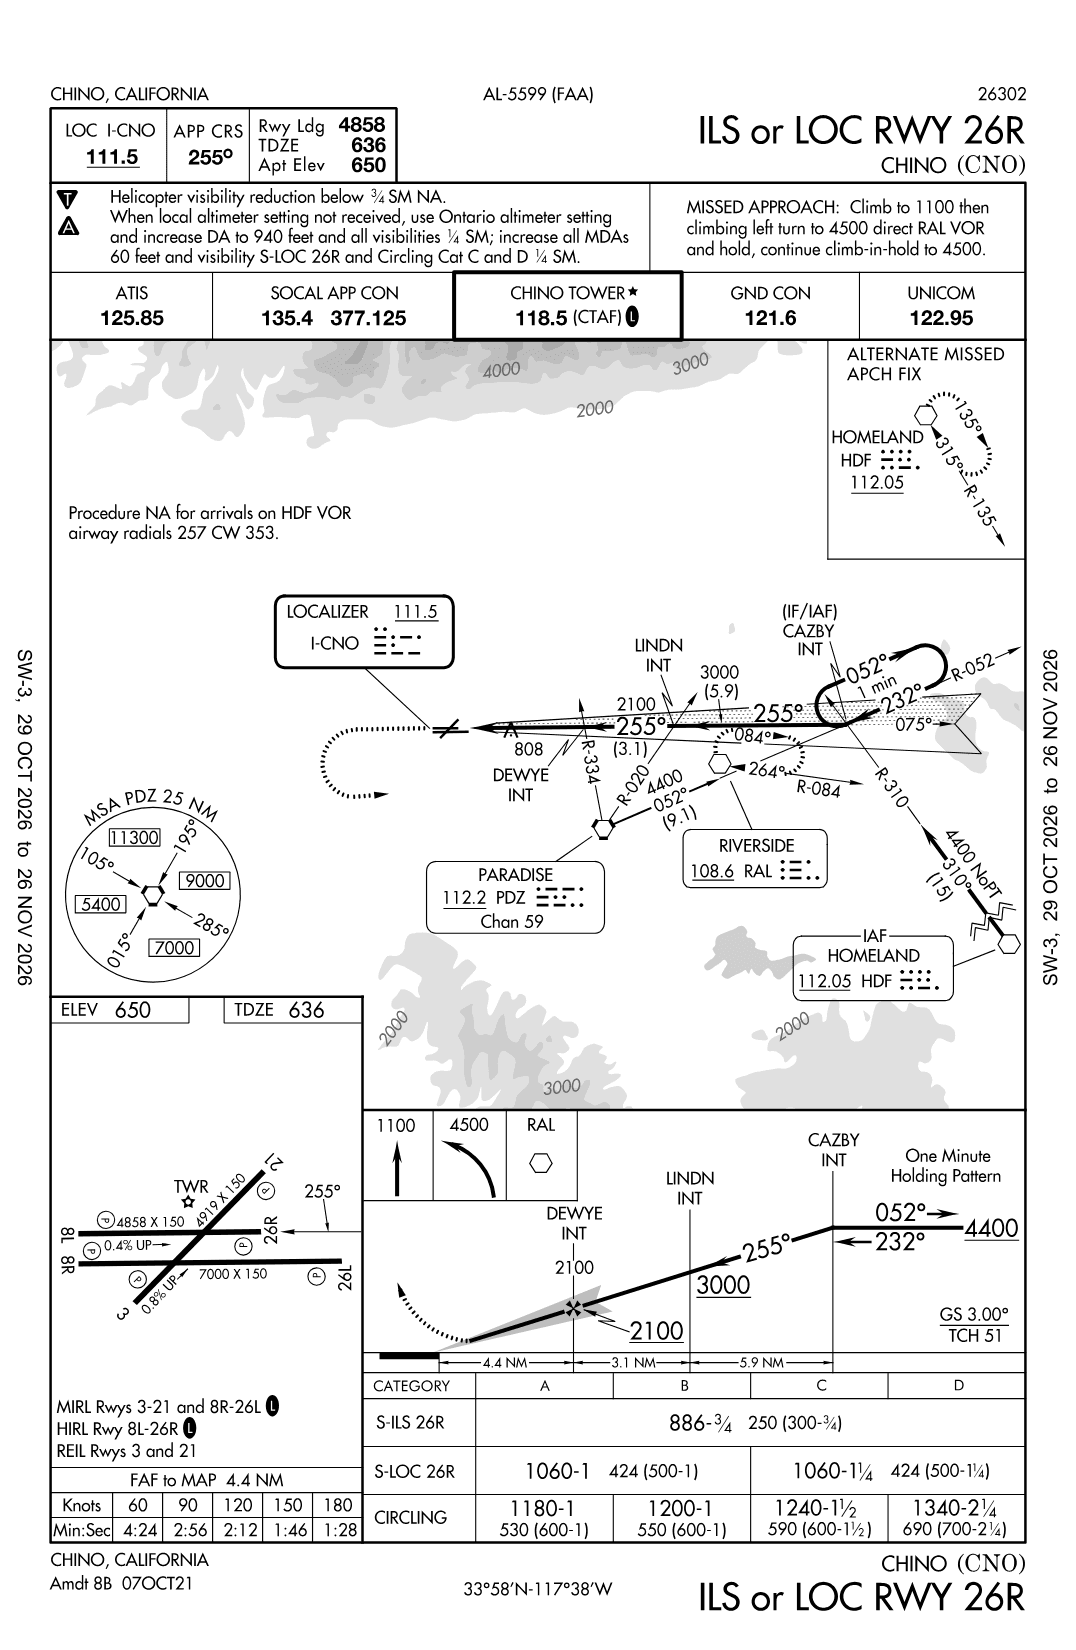 CHINO, CALIFORNIA
AL-5599 (FAA)
26302
LOC I-CNO
111.5
APP CRS
255°
Rwy Ldg 4858
TDZE 636
Apt Elev 650
ILS or LOC RWY 26R
CHINO (CNO)
T
A
Helicopter visibility reduction below ¾ SM NA.
When local altimeter setting not received, use Ontario altimeter setting
and increase DA to 940 feet and all visibilities ¼ SM; increase all MDAs
60 feet and visibility S-LOC 26R and Circling Cat C and D ¼ SM.
MISSED APPROACH: Climb to 1100 then
climbing left turn to 4500 direct RAL VOR
and hold, continue climb-in-hold to 4500.
ATIS
125.85
SOCAL APP CON
135.4 377.125
CHINO TOWER★
118.5 (CTAF) L
GND CON
121.6
UNICOM
122.95
4000
3000
2000
ALTERNATE MISSED
APCH FIX
HOMELAND
HDF
112.05
135°
315°
R-135
Procedure NA for arrivals on HDF VOR
airway radials 257 CW 353.
LOCALIZER 111.5
I-CNO
(IF/IAF)
CAZBY
INT
LINDN
INT
3000
(5.9)
2100
052°
1 min
232°
R-052
255°
255°
075°
084°
264°
R-084
808
(3.1)
DEWYE
INT
R-334
R-020
4400
052°
(9.1)
R-310
4400 NoPT
310°
(15)
RIVERSIDE
108.6 RAL
PARADISE
112.2 PDZ
Chan 59
IAF
HOMELAND
112.05 HDF
MSA PDZ 25 NM
11300
195°
105°
9000
5400
285°
015°
7000
2000
2000
3000
SW-3, 29 OCT 2026 to 26 NOV 2026
SW-3, 29 OCT 2026 to 26 NOV 2026
ELEV 650
TDZE 636
TWR
21
4919 X 150
255°
P
P
P
P
P
P
4858 X 150
8L
26R
0.4% UP
8R
7000 X 150
26L
0.8% UP
3
MIRL Rwys 3-21 and 8R-26L L
HIRL Rwy 8L-26R L
REIL Rwys 3 and 21
FAF to MAP 4.4 NM
Knots 60 90 120 150 180
Min:Sec 4:24 2:56 2:12 1:46 1:28
1100
4500
RAL
CAZBY
INT
One Minute
Holding Pattern
LINDN
INT
DEWYE
INT
2100
052°
232°
4400
255°
3000
2100
GS 3.00°
TCH 51
4.4 NM
3.1 NM
5.9 NM
CATEGORY A B C D
S-ILS 26R 886-¾ 250 (300-¾)
S-LOC 26R 1060-1 424 (500-1) 1060-1¼ 424 (500-1¼)
CIRCLING
1180-1
530 (600-1)
1200-1
550 (600-1)
1240-1½
590 (600-1½)
1340-2¼
690 (700-2¼)
CHINO, CALIFORNIA
Amdt 8B 07OCT21
33°58'N-117°38'W
CHINO (CNO)
ILS or LOC RWY 26R